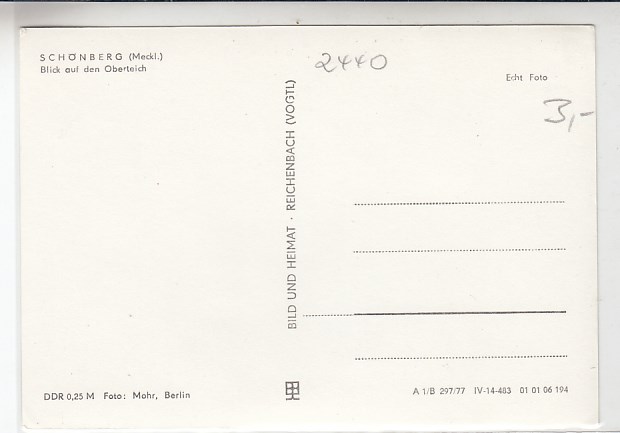 SCHÖNBERG (Meckl.)
Blick auf den Oberteich
2440
Echt Foto
3,-
BILD UND HEIMAT · REICHENBACH (VOGTL)
DDR 0,25 M Foto: Mohr, Berlin
A 1/B 297/77 IV-14-483 01 01 06 194